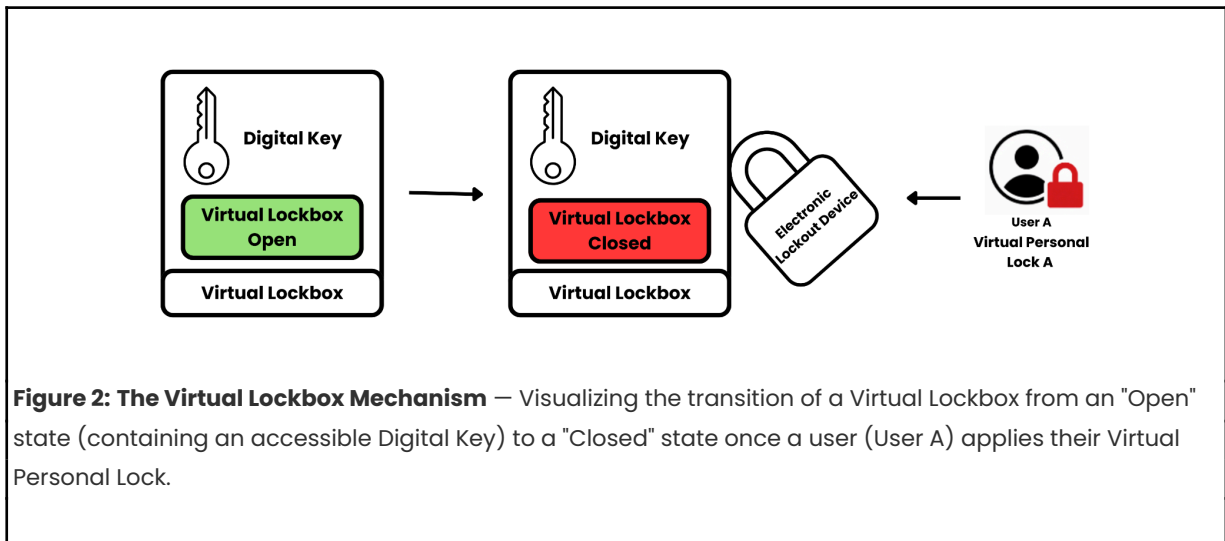 Digital Key
Virtual Lockbox
Open
Virtual Lockbox
Digital Key
Virtual Lockbox
Closed
Virtual Lockbox
Electronic
Lockout Device
User A
Virtual Personal
Lock A
Figure 2: The Virtual Lockbox Mechanism — Visualizing the transition of a Virtual Lockbox from an "Open"
state (containing an accessible Digital Key) to a "Closed" state once a user (User A) applies their Virtual
Personal Lock.